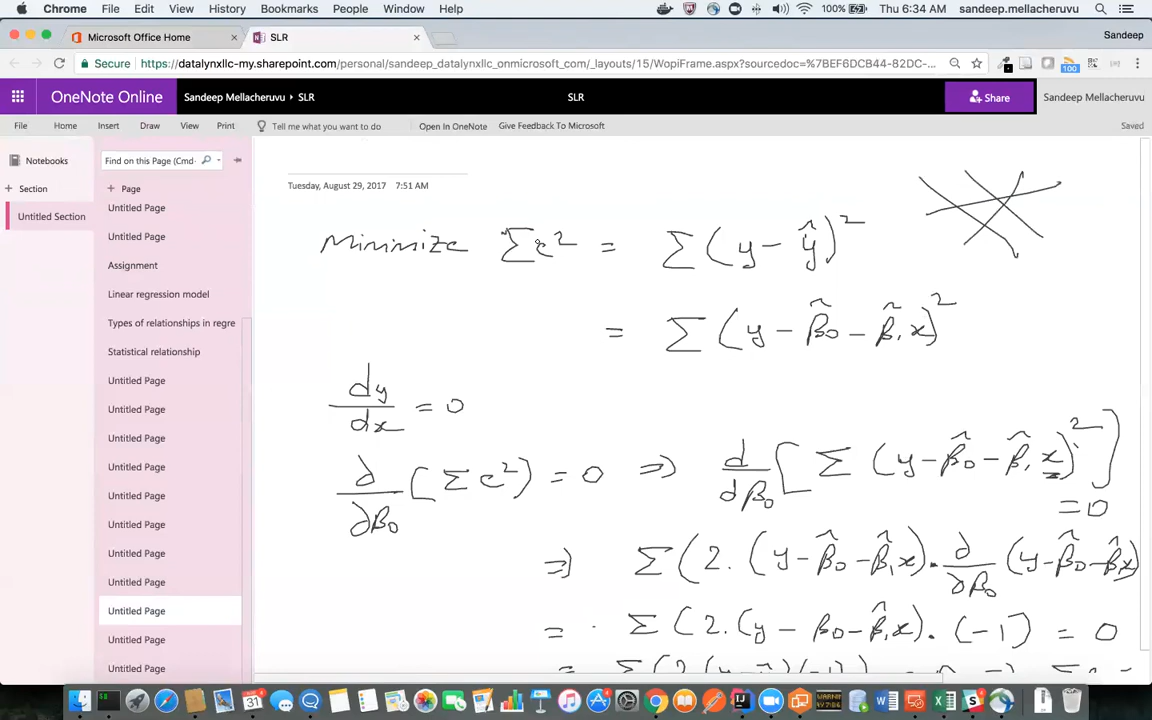 Chrome File Edit View History Bookmarks People Window Help 100% Thu 6:34 AM sandeep.mellacheruvu
Microsoft Office Home × SLR × Sandeep
Secure https://datalynxllc-my.sharepoint.com/personal/sandeep_datalynxllc_onmicrosoft_com/_layouts/15/WopiFrame.aspx?sourcedoc=%7BEF6DCB44-82DC-... 100
OneNote Online Sandeep Mellacheruvu ▸ SLR SLR Share Sandeep Mellacheruvu
File Home Insert Draw View Print Tell me what you want to do Open In OneNote Give Feedback To Microsoft Saved
Notebooks Find on this Page (Cmd-
+ Section + Page
Untitled Section
Untitled Page
Untitled Page
Assignment
Linear regression model
Types of relationships in regre
Statistical relationship
Untitled Page
Untitled Page
Untitled Page
Untitled Page
Untitled Page
Untitled Page
Untitled Page
Untitled Page
Untitled Page
Untitled Page
Untitled Page
Tuesday, August 29, 2017 7:51 AM
Minimize Σe² = Σ(y − ŷ)²
= Σ(y − β̂0 − β̂1x)²
dy/dx = 0
∂/∂β0 (Σe²) = 0 ⇒ d/dβ0 [Σ(y − β̂0 − β̂1x)²] = 0
⇒ Σ(2.(y − β̂0 − β̂1x).∂/∂β0 (y − β̂0 − β̂1x)
= Σ(2.(y − β0 − β̂1x).(−1) = 0
31